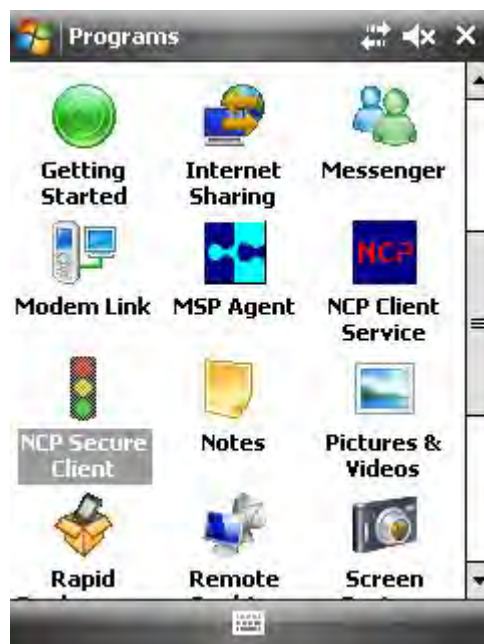 Programs
Getting Started
Internet Sharing
Messenger
Modem Link
MSP Agent
NCP
NCP Client Service
NCP Secure Client
Notes
Pictures & Videos
Rapid
Remote
Screen